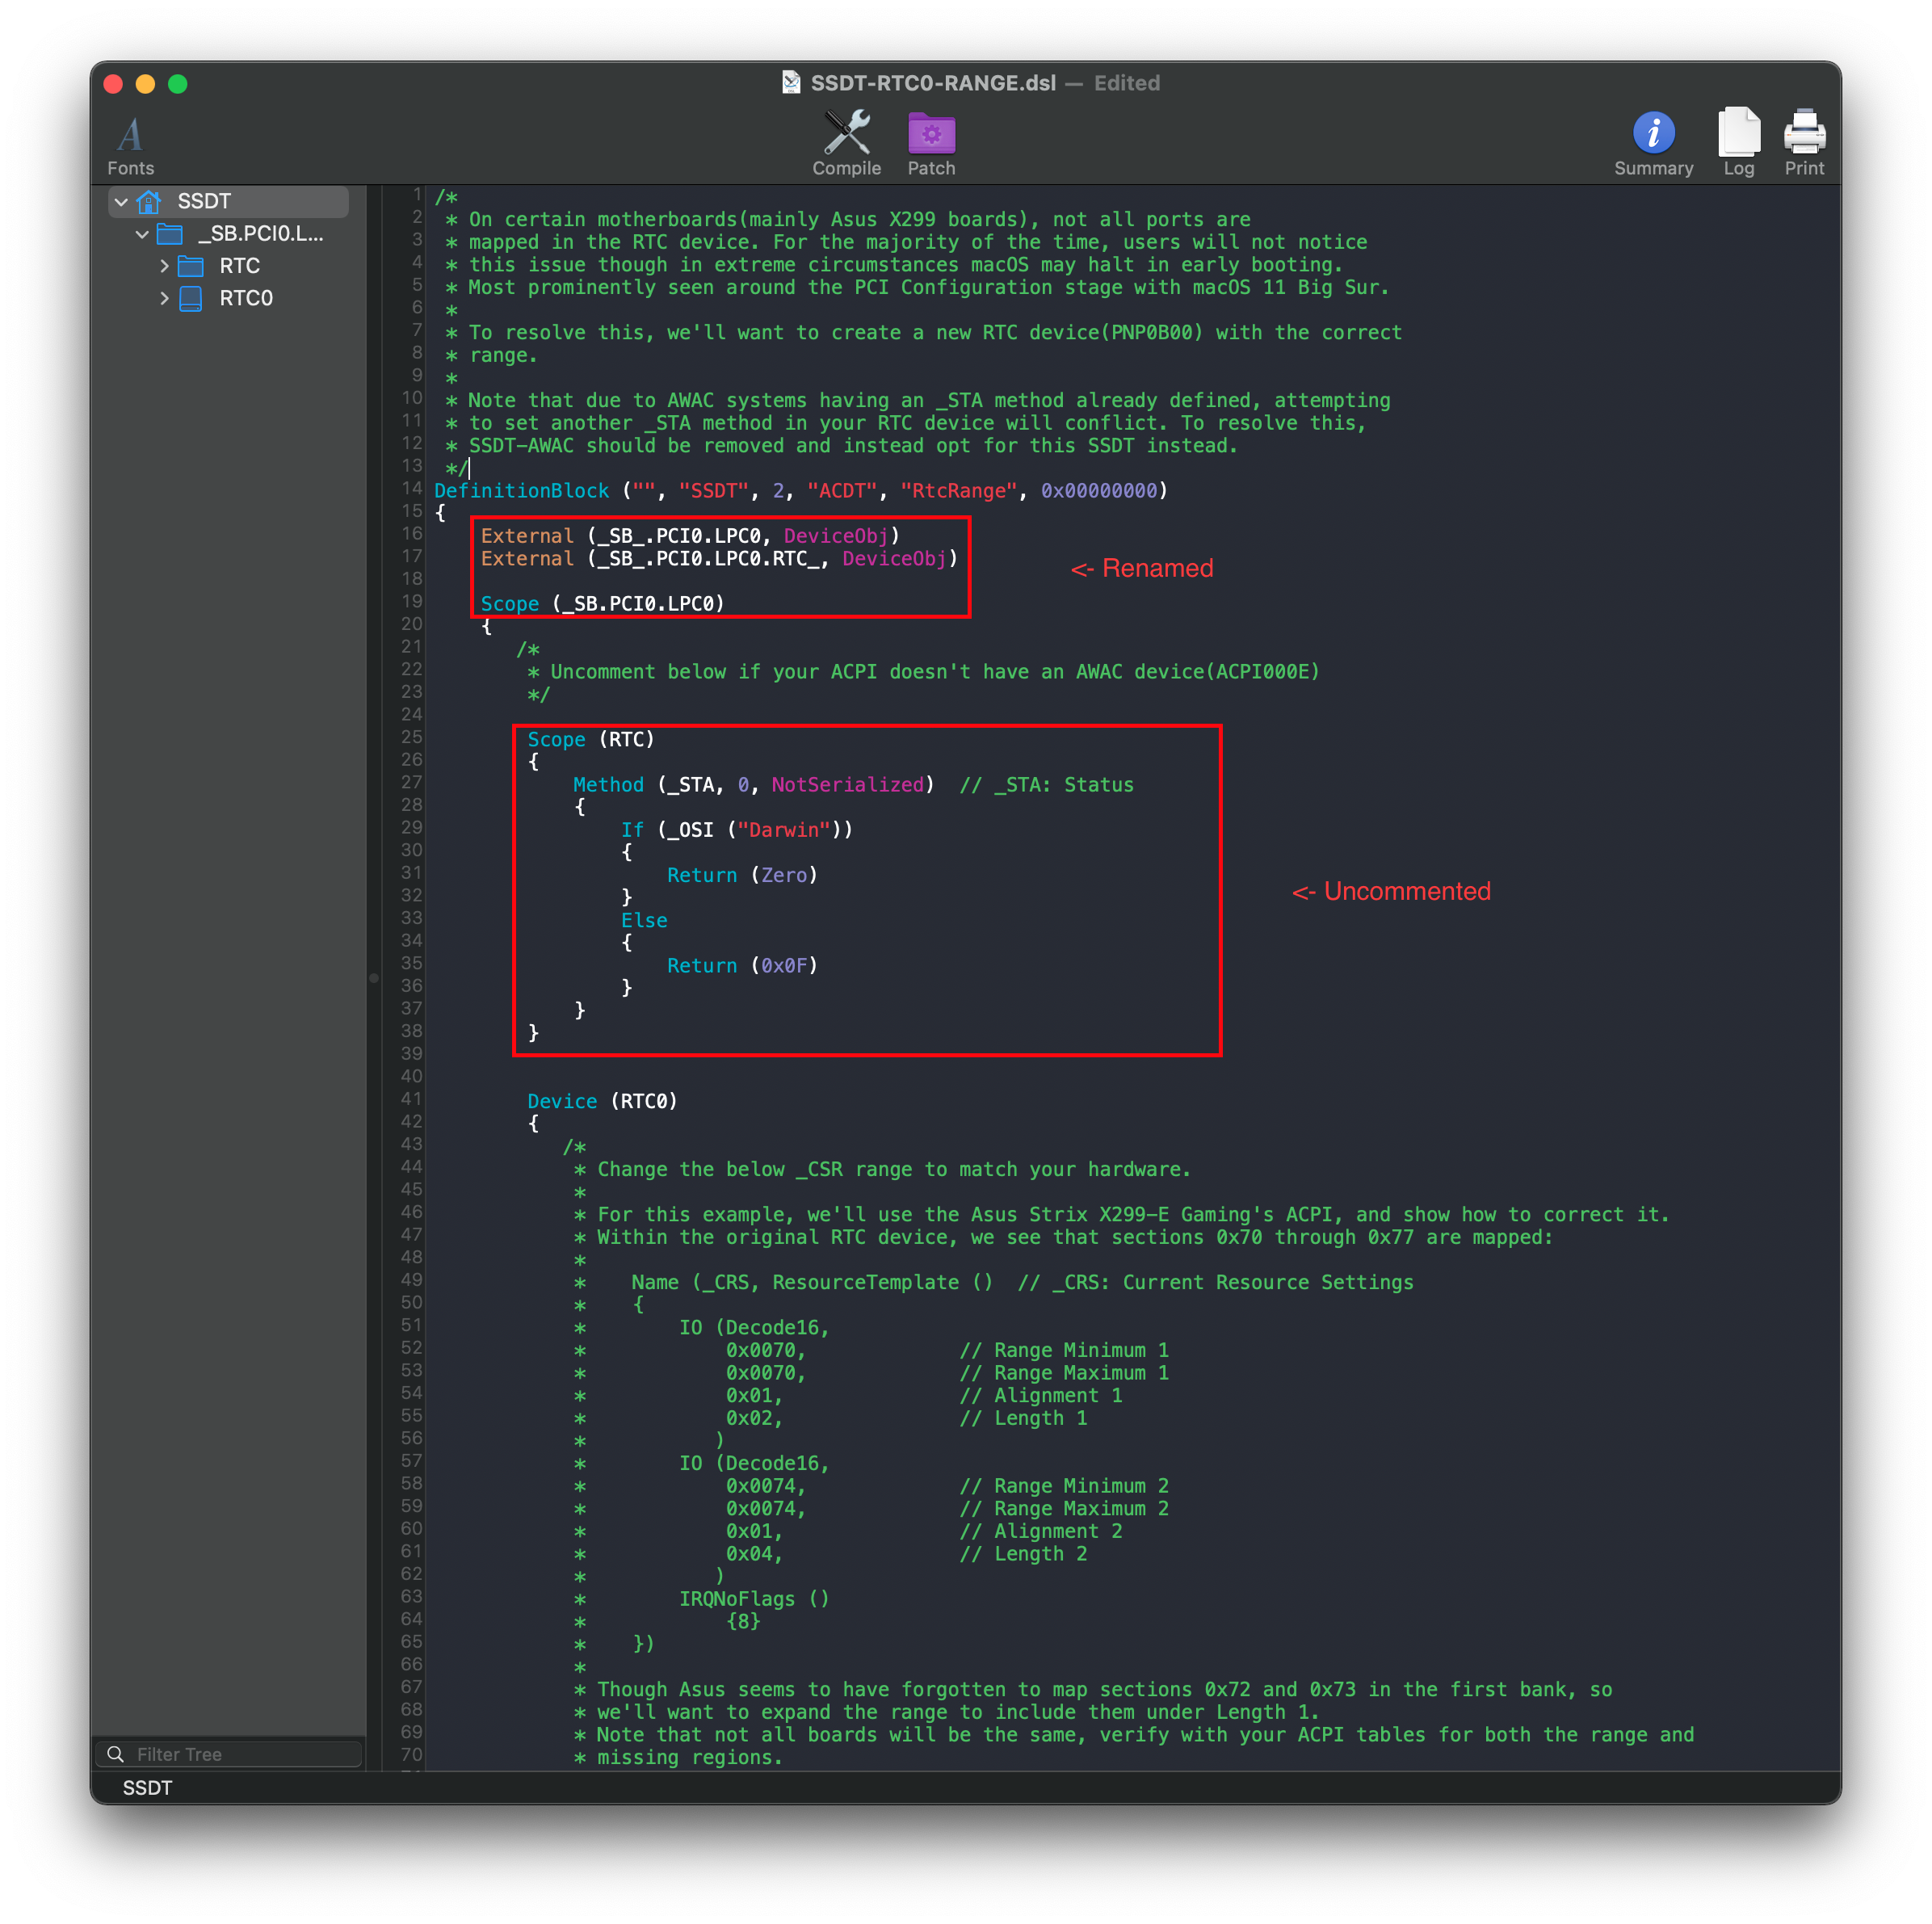 SSDT-RTC0-RANGE.dsl — Edited
Fonts
Compile
Patch
Summary
Log
Print
SSDT
_SB.PCI0.L...
RTC
RTC0
1 /*
2 * On certain motherboards(mainly Asus X299 boards), not all ports are
3 * mapped in the RTC device. For the majority of the time, users will not notice
4 * this issue though in extreme circumstances macOS may halt in early booting.
5 * Most prominently seen around the PCI Configuration stage with macOS 11 Big Sur.
6 *
7 * To resolve this, we'll want to create a new RTC device(PNP0B00) with the correct
8 * range.
9 *
10 * Note that due to AWAC systems having an _STA method already defined, attempting
11 * to set another _STA method in your RTC device will conflict. To resolve this,
12 * SSDT-AWAC should be removed and instead opt for this SSDT instead.
13 */
14 DefinitionBlock ("", "SSDT", 2, "ACDT", "RtcRange", 0x00000000)
15 {
16 External (_SB_.PCI0.LPC0, DeviceObj)
17 External (_SB_.PCI0.LPC0.RTC_, DeviceObj)
<- Renamed
18
19 Scope (_SB.PCI0.LPC0)
20 {
21 /*
22 * Uncomment below if your ACPI doesn't have an AWAC device(ACPI000E)
23 */
24
25 Scope (RTC)
26 {
27 Method (_STA, 0, NotSerialized) // _STA: Status
28 {
29 If (_OSI ("Darwin"))
30 {
31 Return (Zero)
32 }
<- Uncommented
33 Else
34 {
35 Return (0x0F)
36 }
37 }
38 }
39
40
41 Device (RTC0)
42 {
43 /*
44 * Change the below _CSR range to match your hardware.
45 *
46 * For this example, we'll use the Asus Strix X299-E Gaming's ACPI, and show how to correct it.
47 * Within the original RTC device, we see that sections 0x70 through 0x77 are mapped:
48 *
49 * Name (_CRS, ResourceTemplate () // _CRS: Current Resource Settings
50 * {
51 * IO (Decode16,
52 * 0x0070, // Range Minimum 1
53 * 0x0070, // Range Maximum 1
54 * 0x01, // Alignment 1
55 * 0x02, // Length 1
56 * )
57 * IO (Decode16,
58 * 0x0074, // Range Minimum 2
59 * 0x0074, // Range Maximum 2
60 * 0x01, // Alignment 2
61 * 0x04, // Length 2
62 * )
63 * IRQNoFlags ()
64 * {8}
65 * })
66 *
67 * Though Asus seems to have forgotten to map sections 0x72 and 0x73 in the first bank, so
68 * we'll want to expand the range to include them under Length 1.
69 * Note that not all boards will be the same, verify with your ACPI tables for both the range and
70 * missing regions.
Filter Tree
SSDT